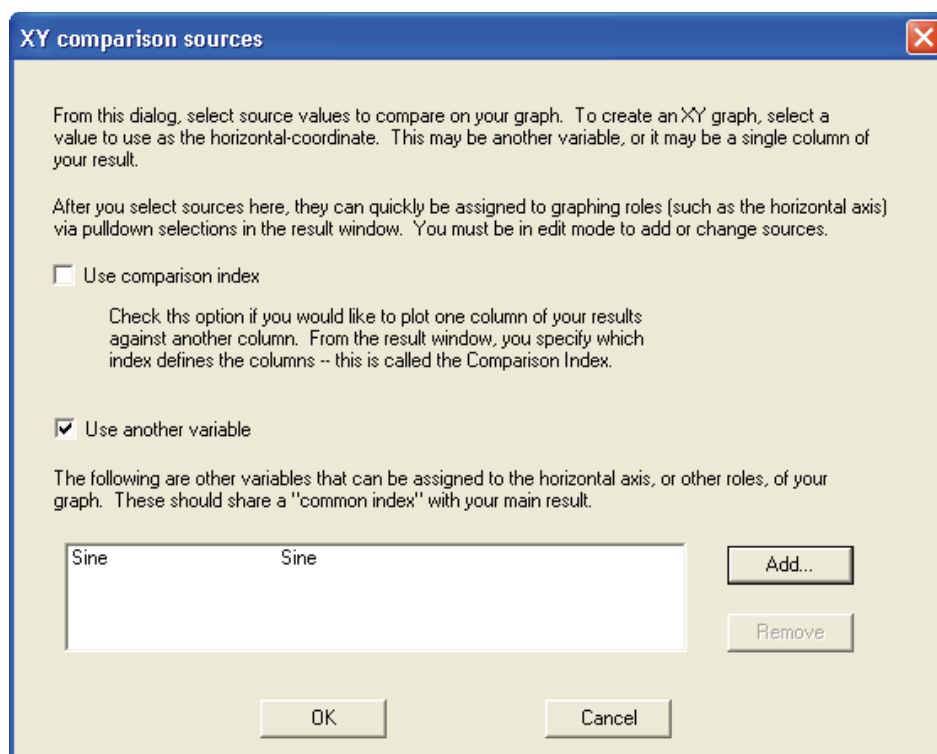 XY comparison sources
From this dialog, select source values to compare on your graph. To create an XY graph, select a
value to use as the horizontal-coordinate. This may be another variable, or it may be a single column of
your result.
After you select sources here, they can quickly be assigned to graphing roles (such as the horizontal axis)
via pulldown selections in the result window. You must be in edit mode to add or change sources.
Use comparison index
Check ths option if you would like to plot one column of your results
against another column. From the result window, you specify which
index defines the columns -- this is called the Comparison Index.
Use another variable
The following are other variables that can be assigned to the horizontal axis, or other roles, of your
graph. These should share a "common index" with your main result.
Sine Sine
Add...
Remove
OK Cancel